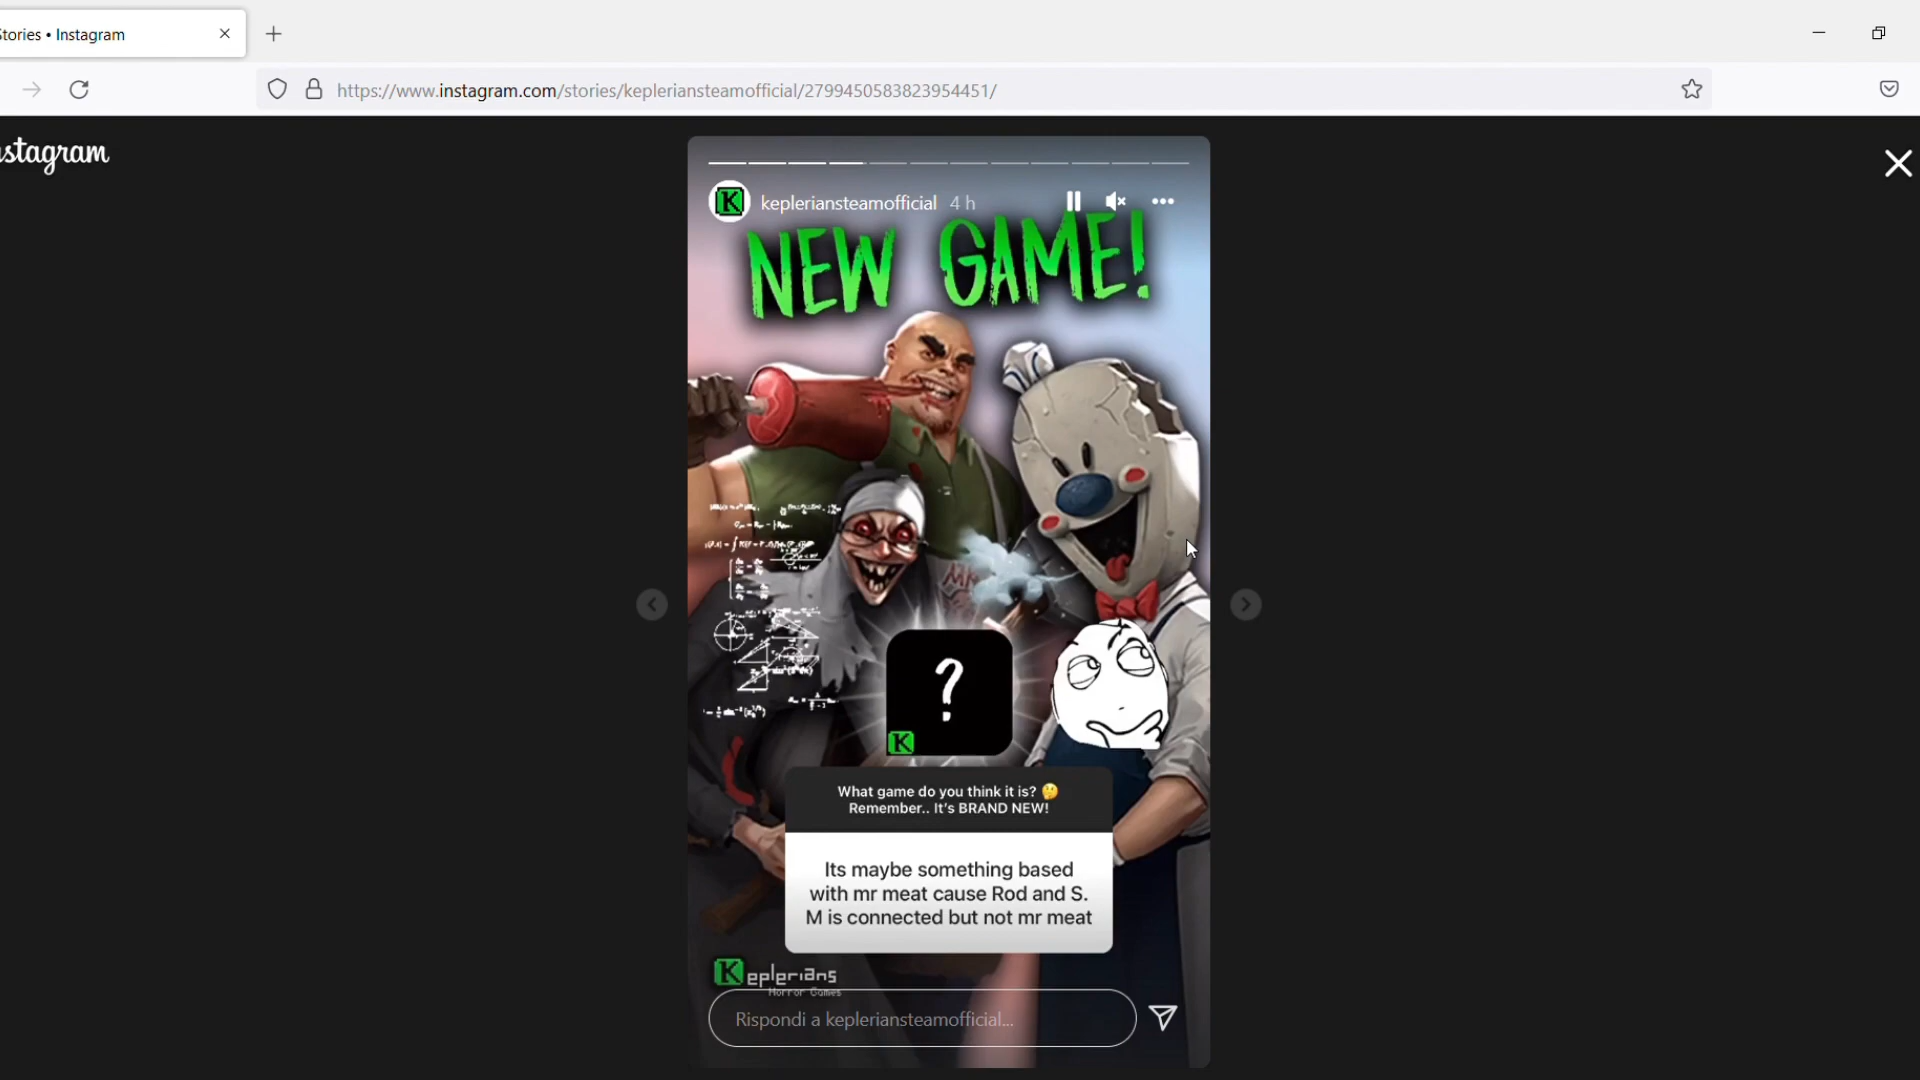 Stories • Instagram
https://www.instagram.com/stories/kepleriansteamofficial/2799450583823954451/
Instagram
K kepleriansteamofficial 4 h
NEW GAME!
MR
?
K
What game do you think it is? 🤔
Remember.. It's BRAND NEW!
Its maybe something based
with mr meat cause Rod and S.
M is connected but not mr meat
Keplerians
Horror Games
Rispondi a kepleriansteamofficial...